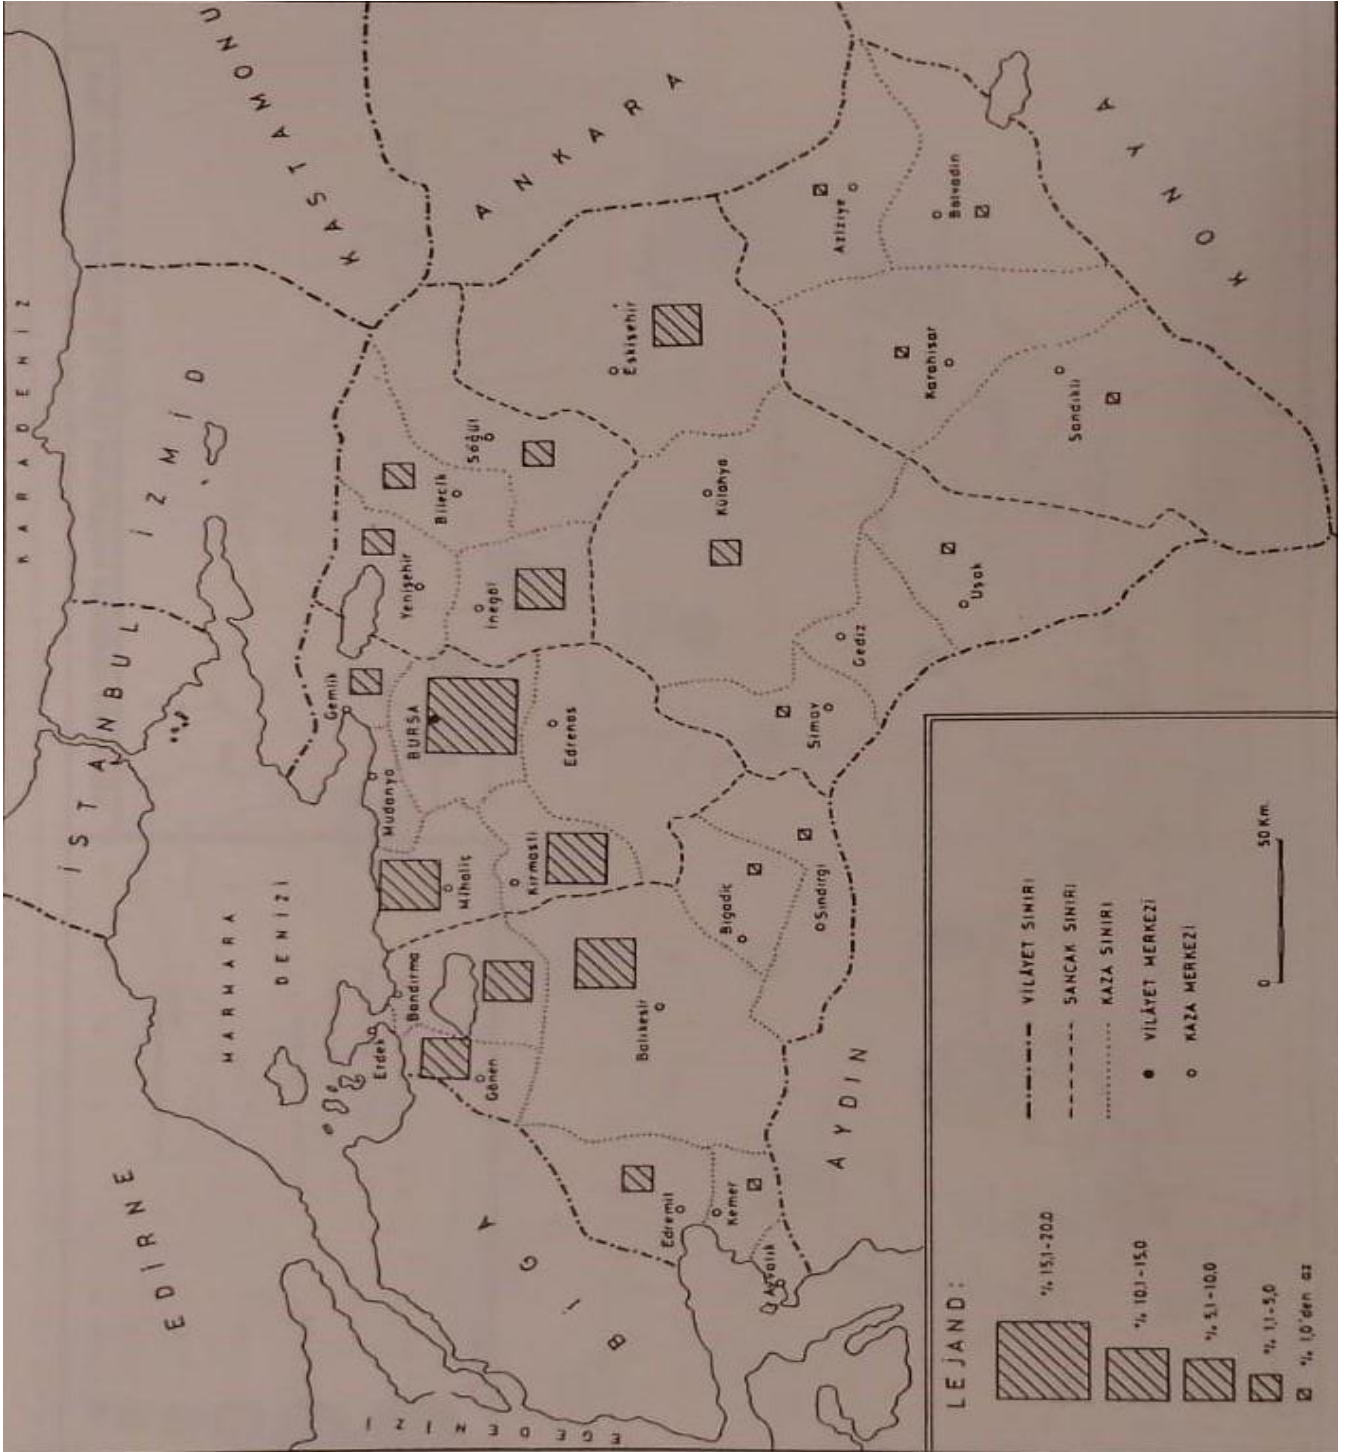 KARADENİZ
KASTAMONU
ANKARA
KONYA
İZMİD
İSTANBUL
MARMARA
DENİZİ
EDİRNE
BİGA
EGE DENİZİ
AYDIN
Gemlik
BURSA
Mudanya
Mihaliç
Kirmasti
Edrenos
Yenişehir
İnegöl
Bilecik
Söğüt
Eskişehir
Kütahya
Gediz
Simav
Uşak
Karahisar
Sandıklı
Aziziye
Bolvadin
Bandırma
Erdek
Gönen
Balıkesir
Bigadiç
Sındırgı
Edremit
Kemer
Ayvalık
LEJAND:
% 15,1-20,0
% 10,1-15,0
% 5,1-10,0
% 1,1-5,0
% 1,0'den az
VİLÂYET SINIRI
SANCAK SINIRI
KAZA SINIRI
VİLÂYET MERKEZİ
KAZA MERKEZİ
0 50 Km.